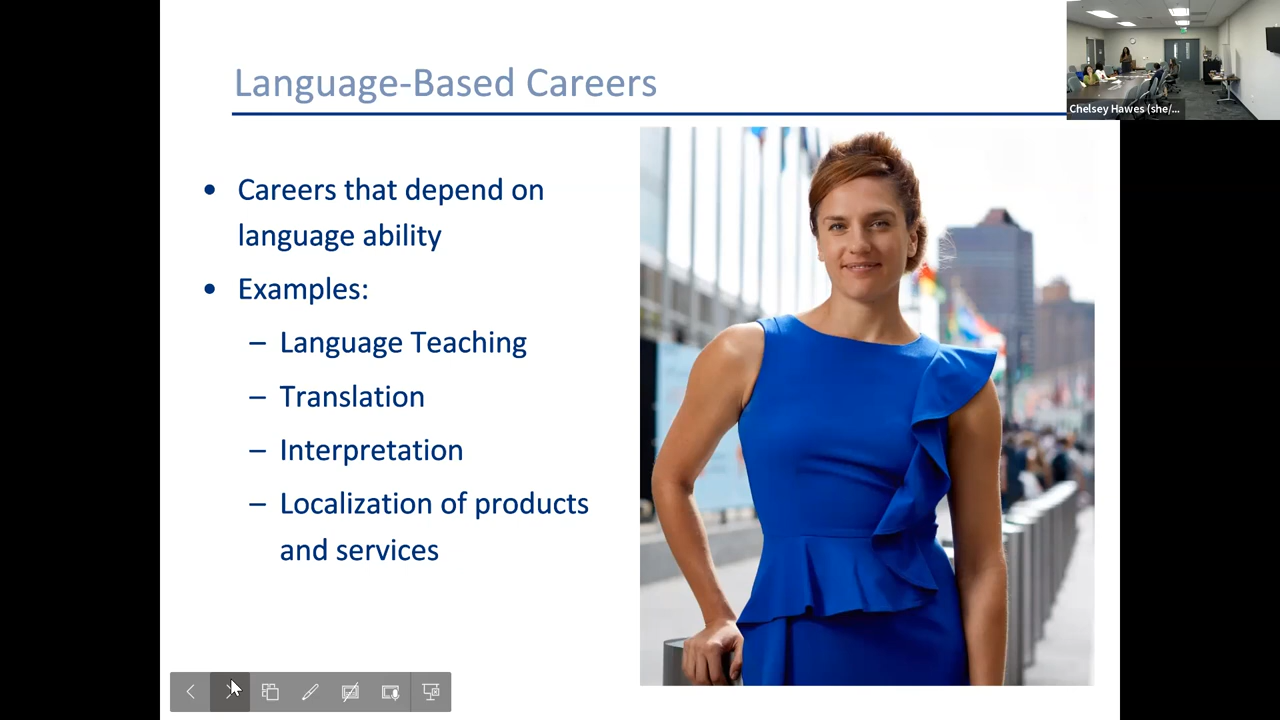 Language-Based Careers
• Careers that depend on
language ability
• Examples:
– Language Teaching
– Translation
– Interpretation
– Localization of products
and services
Chelsey Hawes (she/...